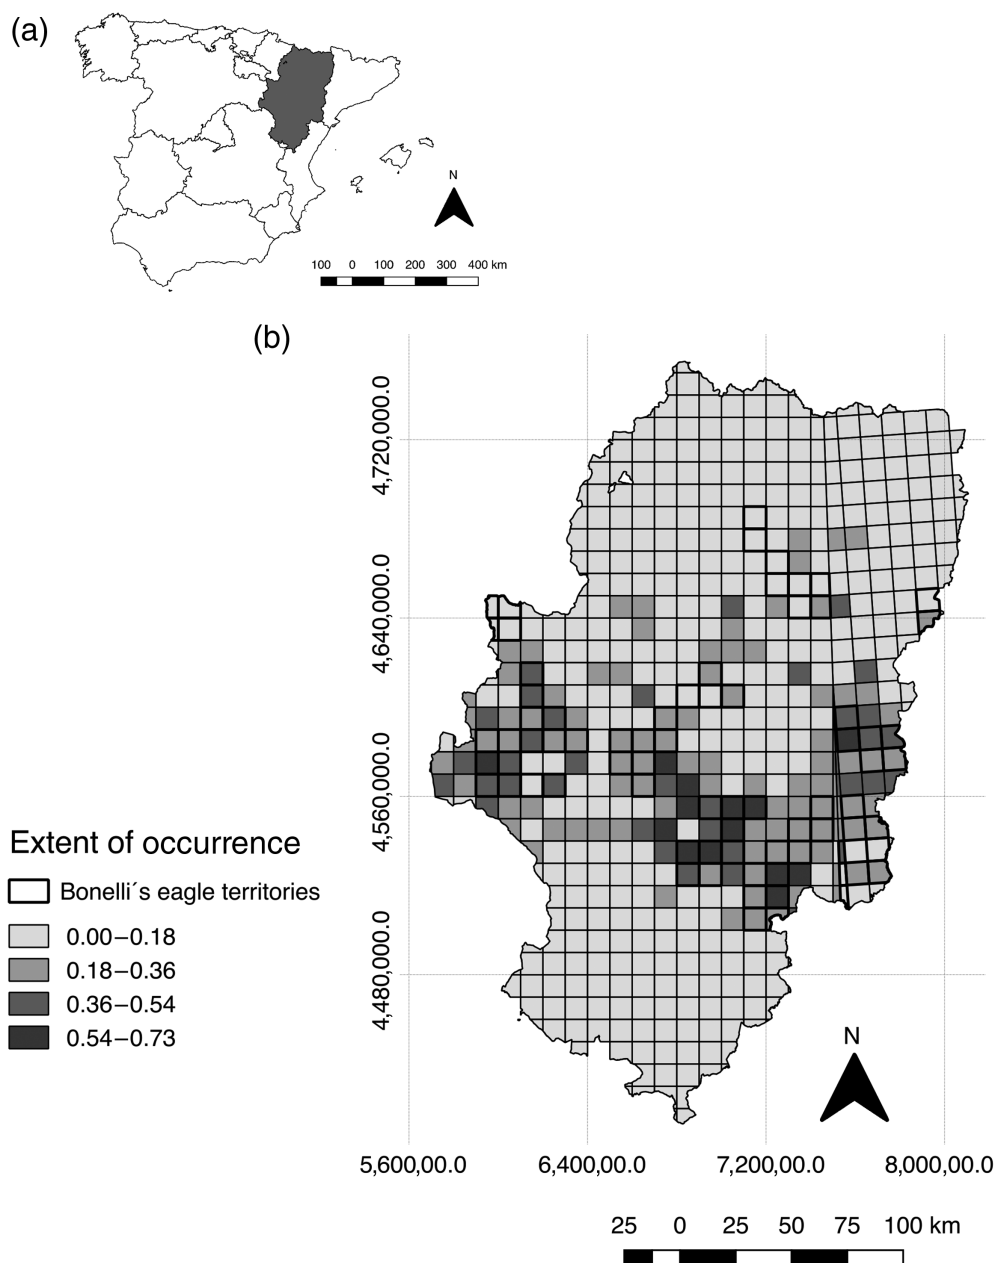 (a)
N
100 0 100 200 300 400 km
(b)
4,720,000.0
4,640,000.0
4,560,000.0
4,480,000.0
Extent of occurrence
Bonelli´s eagle territories
0.00–0.18
0.18–0.36
0.36–0.54
0.54–0.73
N
5,600,00.0 6,400,00.0 7,200,00.0 8,000,00.0
25 0 25 50 75 100 km